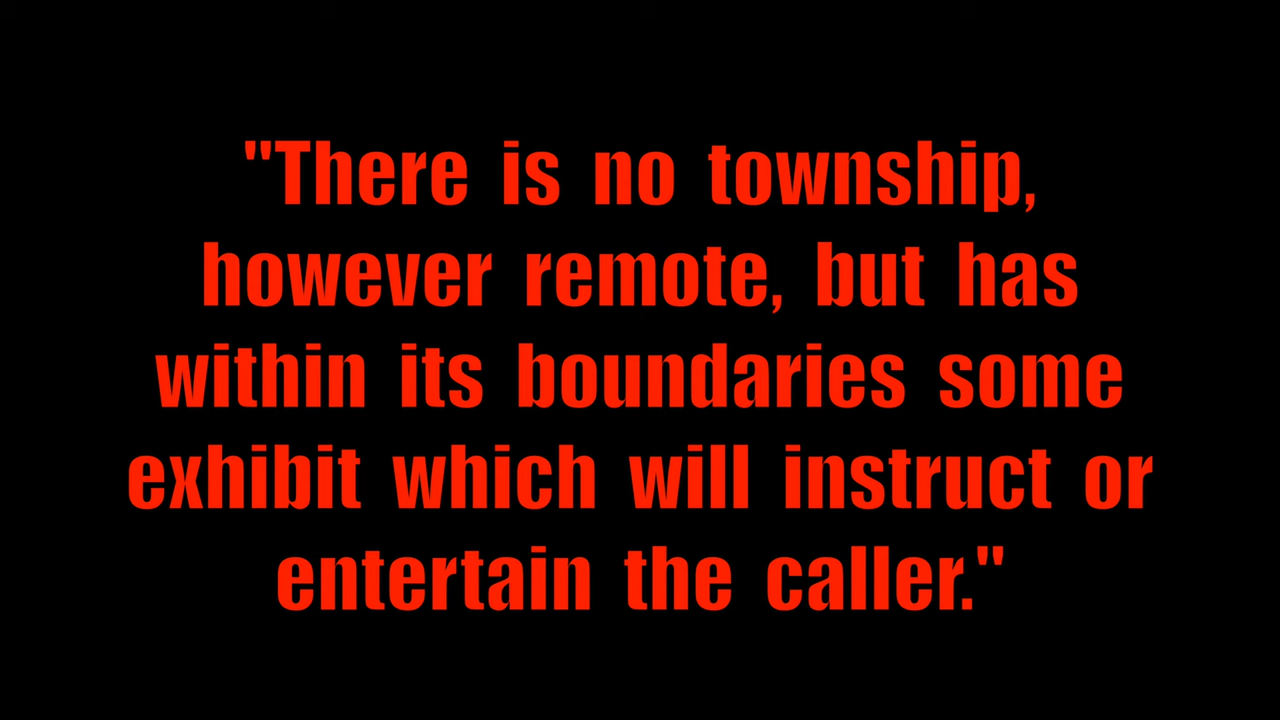 "There is no township,
however remote, but has
within its boundaries some
exhibit which will instruct or
entertain the caller."